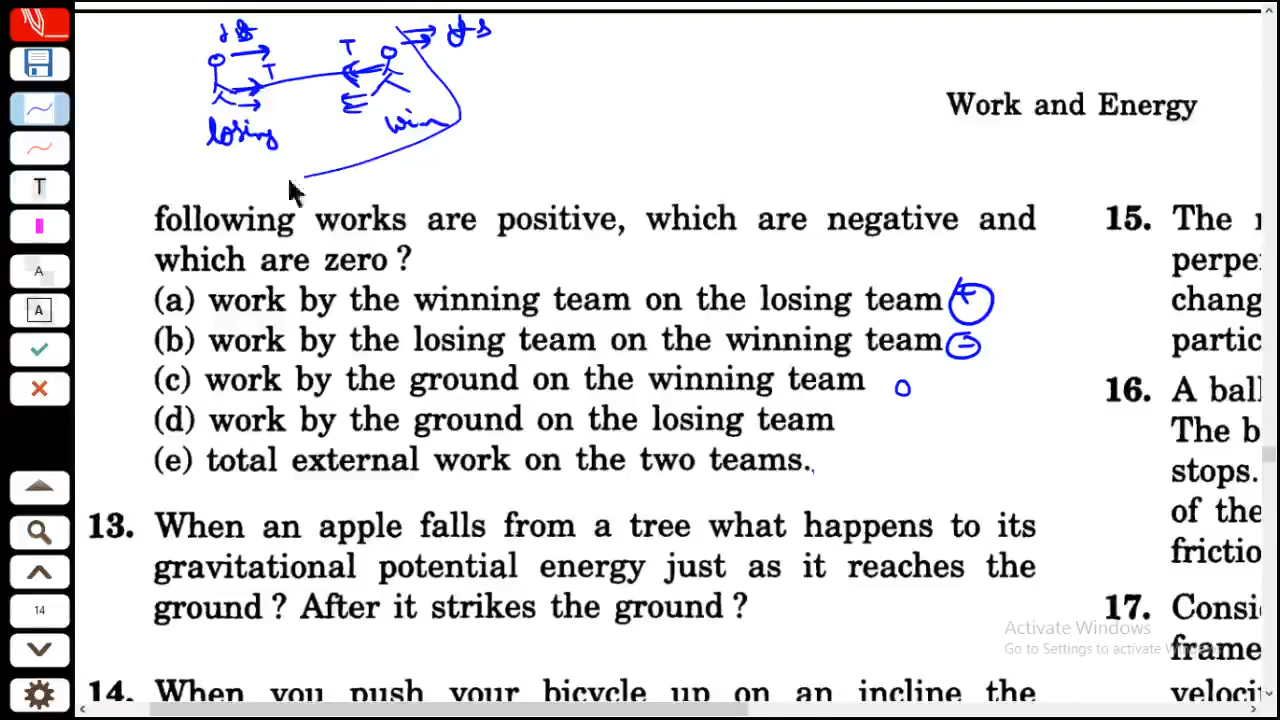 ds
T
T
losing
win
Work and Energy
following works are positive, which are negative and
which are zero ?
(a) work by the winning team on the losing team +
(b) work by the losing team on the winning team –
(c) work by the ground on the winning team 0
(d) work by the ground on the losing team
(e) total external work on the two teams.
13. When an apple falls from a tree what happens to its
gravitational potential energy just as it reaches the
ground ? After it strikes the ground ?
14. When you push your bicycle up on an incline the
15. The
perpe
chang
partic
16. A ball
The b
stops.
of the
frictio
17. Consi
frame
veloci
Activate Windows
Go to Settings to activate Windows.
T
A
A
14